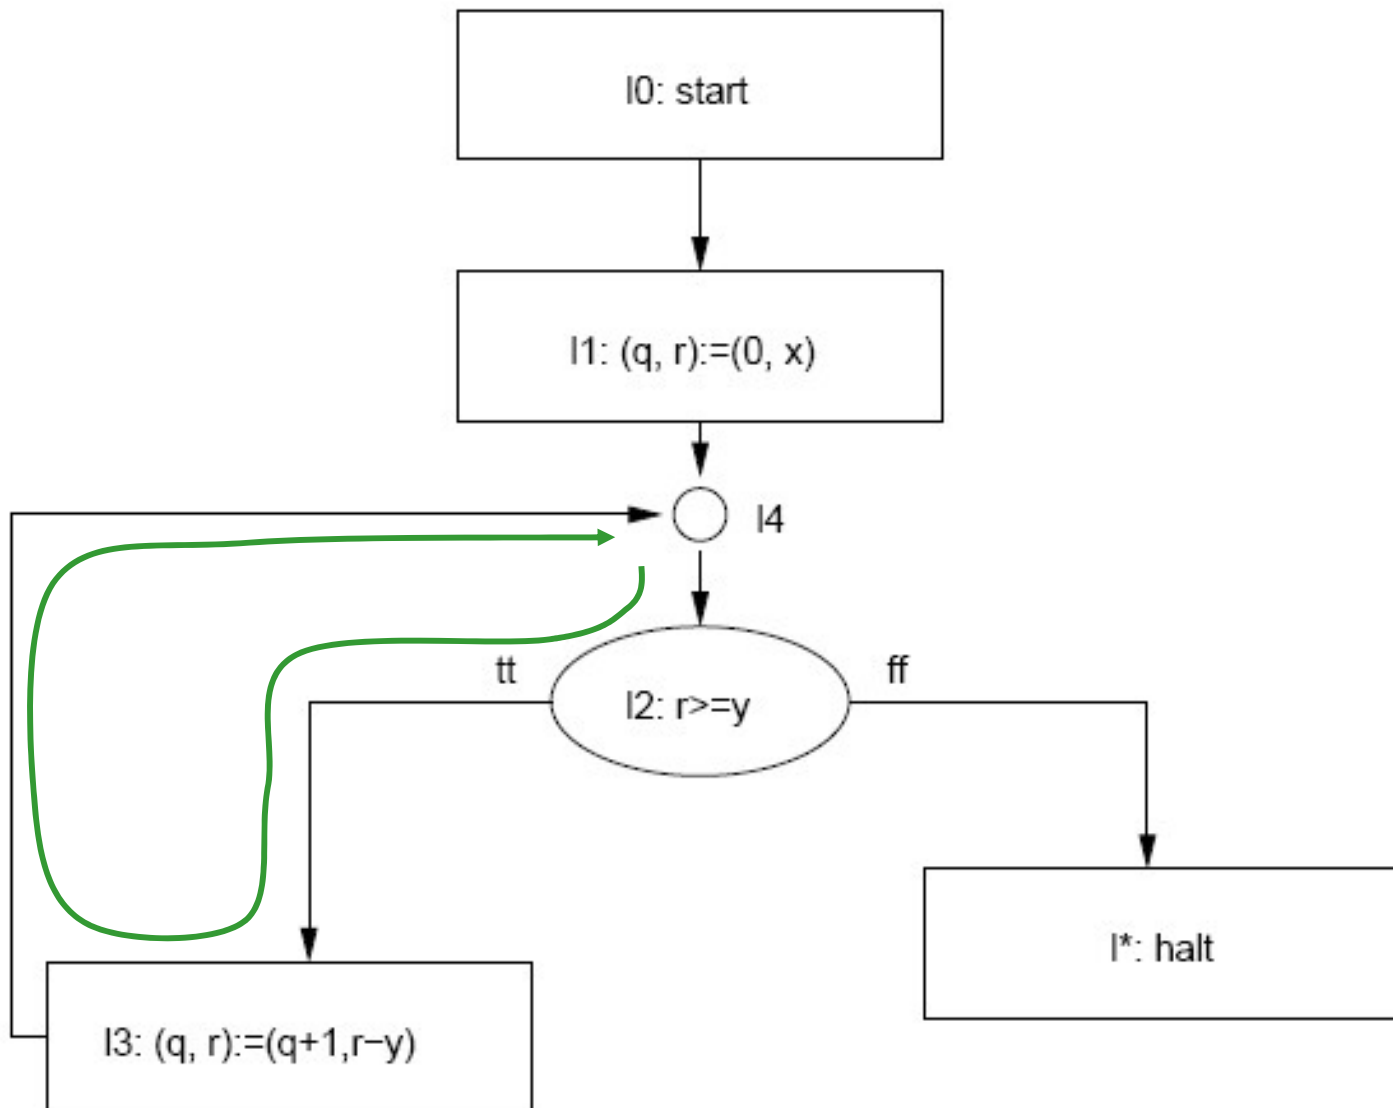 l0: start
l1: (q, r):=(0, x)
l4
tt
ff
l2: r>=y
l*: halt
l3: (q, r):=(q+1,r−y)